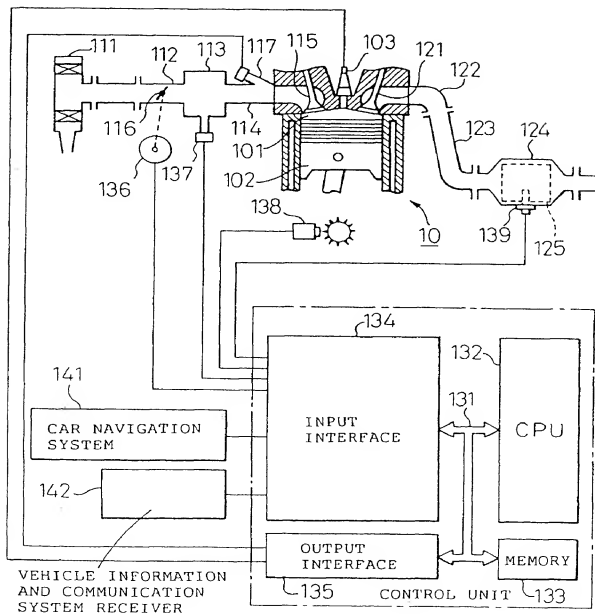 111
112
113
117
115
103
121
122
116
114
123
101
124
136
137
102
138
10
139
125
134
132
141
131
CAR NAVIGATION
SYSTEM
INPUT
INTERFACE
CPU
142
OUTPUT
INTERFACE
MEMORY
VEHICLE INFORMATION
AND COMMUNICATION
SYSTEM RECEIVER
135
CONTROL UNIT
133